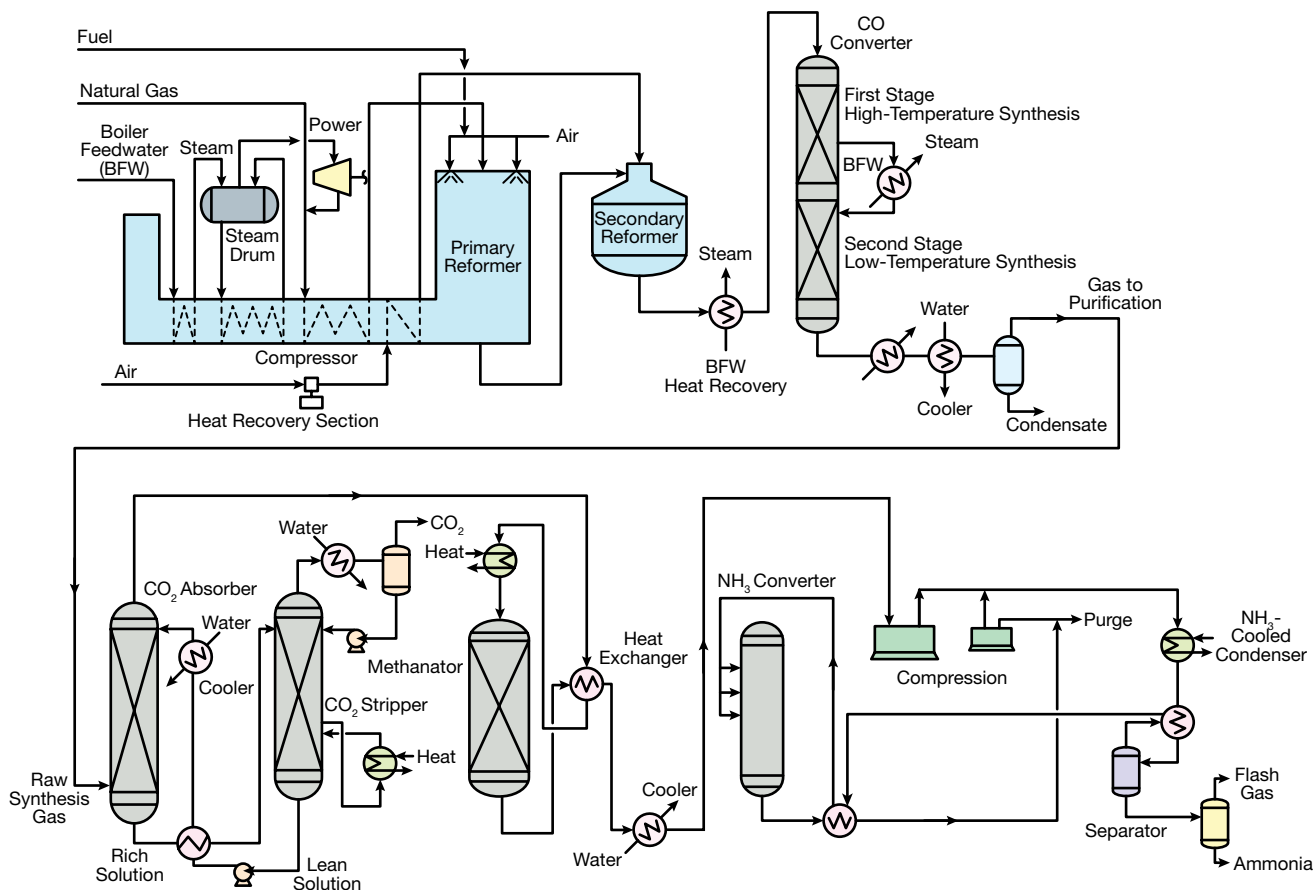 Fuel
CO
Converter
Natural Gas
First Stage
High-Temperature Synthesis
Power
Boiler
Feedwater
(BFW)
Steam
Air
BFW
Steam
Steam
Drum
Primary
Reformer
Secondary
Reformer
Second Stage
Low-Temperature Synthesis
Steam
Gas to
Purification
Water
Compressor
Air
BFW
Heat Recovery
Cooler
Condensate
Heat Recovery Section
Water
CO2
Heat
CO2 Absorber
NH3 Converter
Water
Cooler
Methanator
Heat
Exchanger
Purge
NH3-
Cooled
Condenser
Compression
CO2 Stripper
Heat
Raw
Synthesis
Gas
Cooler
Flash
Gas
Separator
Rich
Solution
Lean
Solution
Water
Ammonia